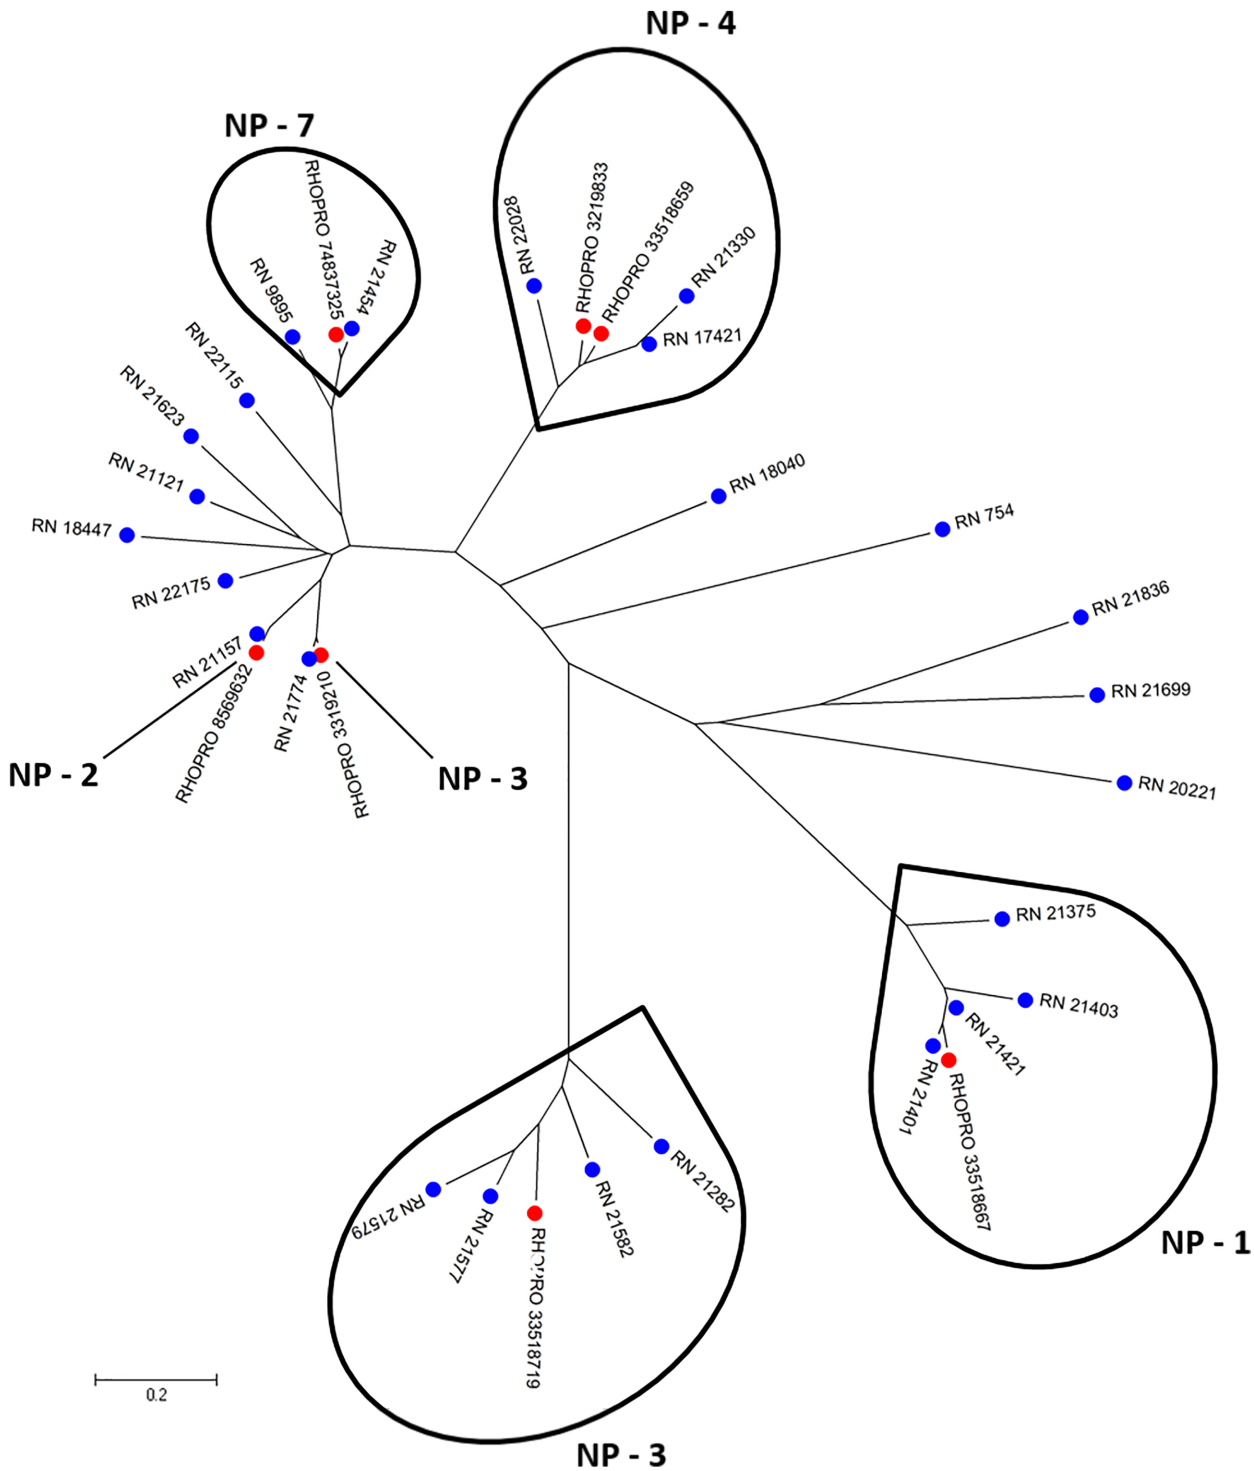 NP - 4
NP - 7
RHOPRO 74837325
RN 9895
RN 21454
RN 22028
RHOPRO 3219833
RHOPRO 33518659
RN 21330
RN 17421
RN 22115
RN 21623
RN 21121
RN 18447
RN 22175
RN 21157
RHOPRO 8569632
RN 21774
RHOPRO 3319210
NP - 2
NP - 3
RN 18040
RN 754
RN 21836
RN 21699
RN 20221
RN 21375
RN 21403
RN 21421
RN 21401
RHOPRO 33518667
NP - 1
RN 21282
RN 21582
RHOPRO 33518719
RN 21577
RN 21579
NP - 3
0.2